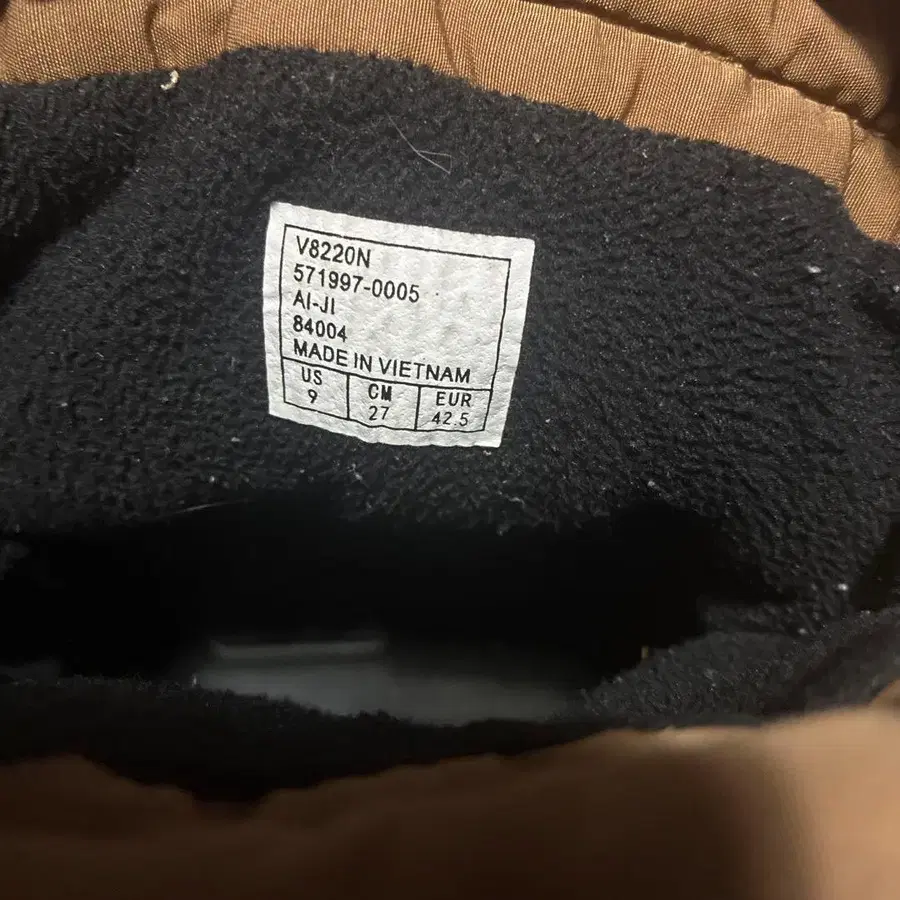 V8220N
571997-0005
AI-JI
84004
MADE IN VIETNAM
US CM EUR
9 27 42.5